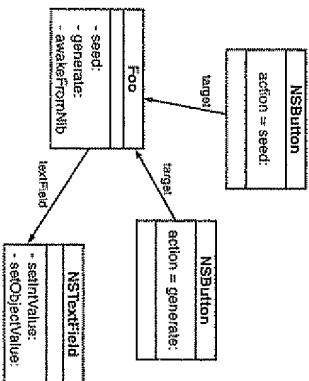 NSButton
action = seed:
target
NSButton
action = generate:
target
Foo
- seed:
- generate:
- awakeFromNib
textField
NSTextField
- setIntValue:
- setObjectValue: